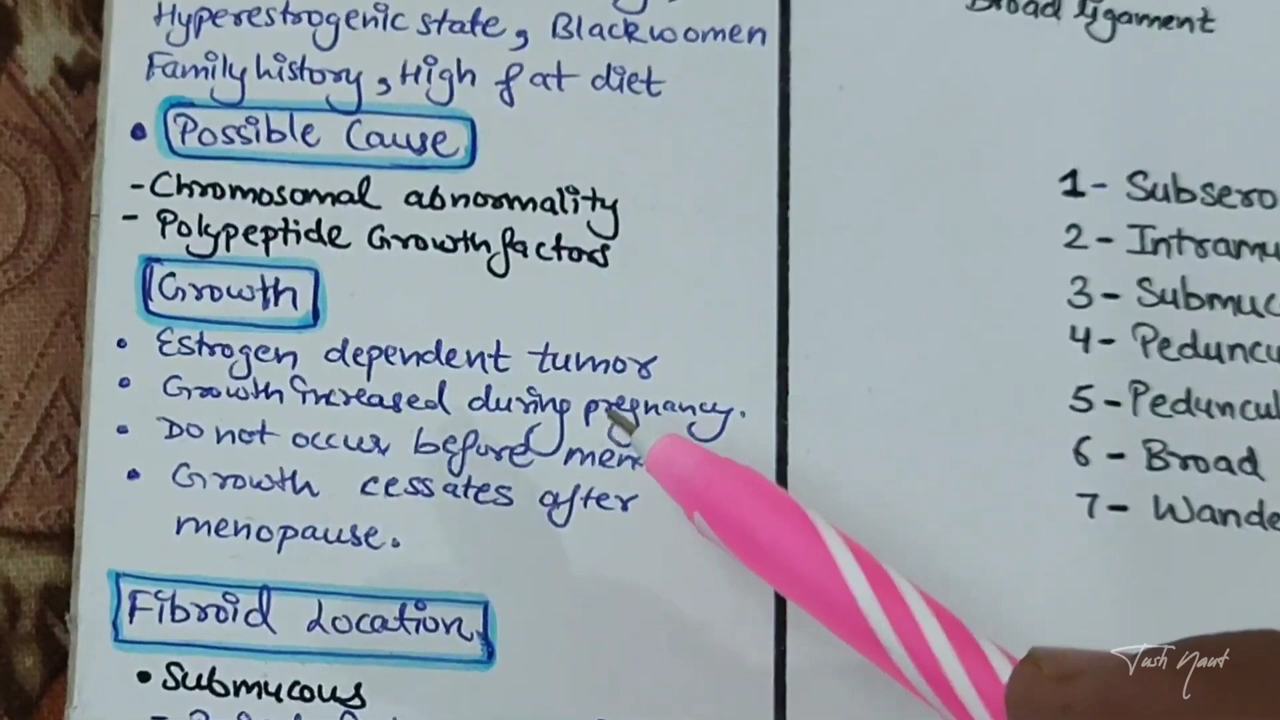 Hyperestrogenic state, Black women
Family history, High fat diet
• Possible Cause
- Chromosomal abnormality
- Polypeptide Growth factors
Growth
• Estrogen dependent tumor
• Growth increased during pregnancy.
• Do not occur before men
• Growth cessates after
menopause.
Fibroid Location
• Submucous
Broad ligament
1- Subsero
2- Intramu
3- Submuc
4- Peduncu
5- Peduncul
6- Broad
7- Wande
Tush Naut